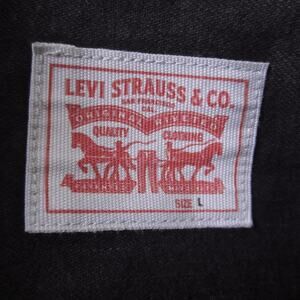 LEVI STRAUSS & CO.
SAN FRANCISCO
CAL.
ORIGINAL RIVETED
QUALITY CLOTHING
SIZE L